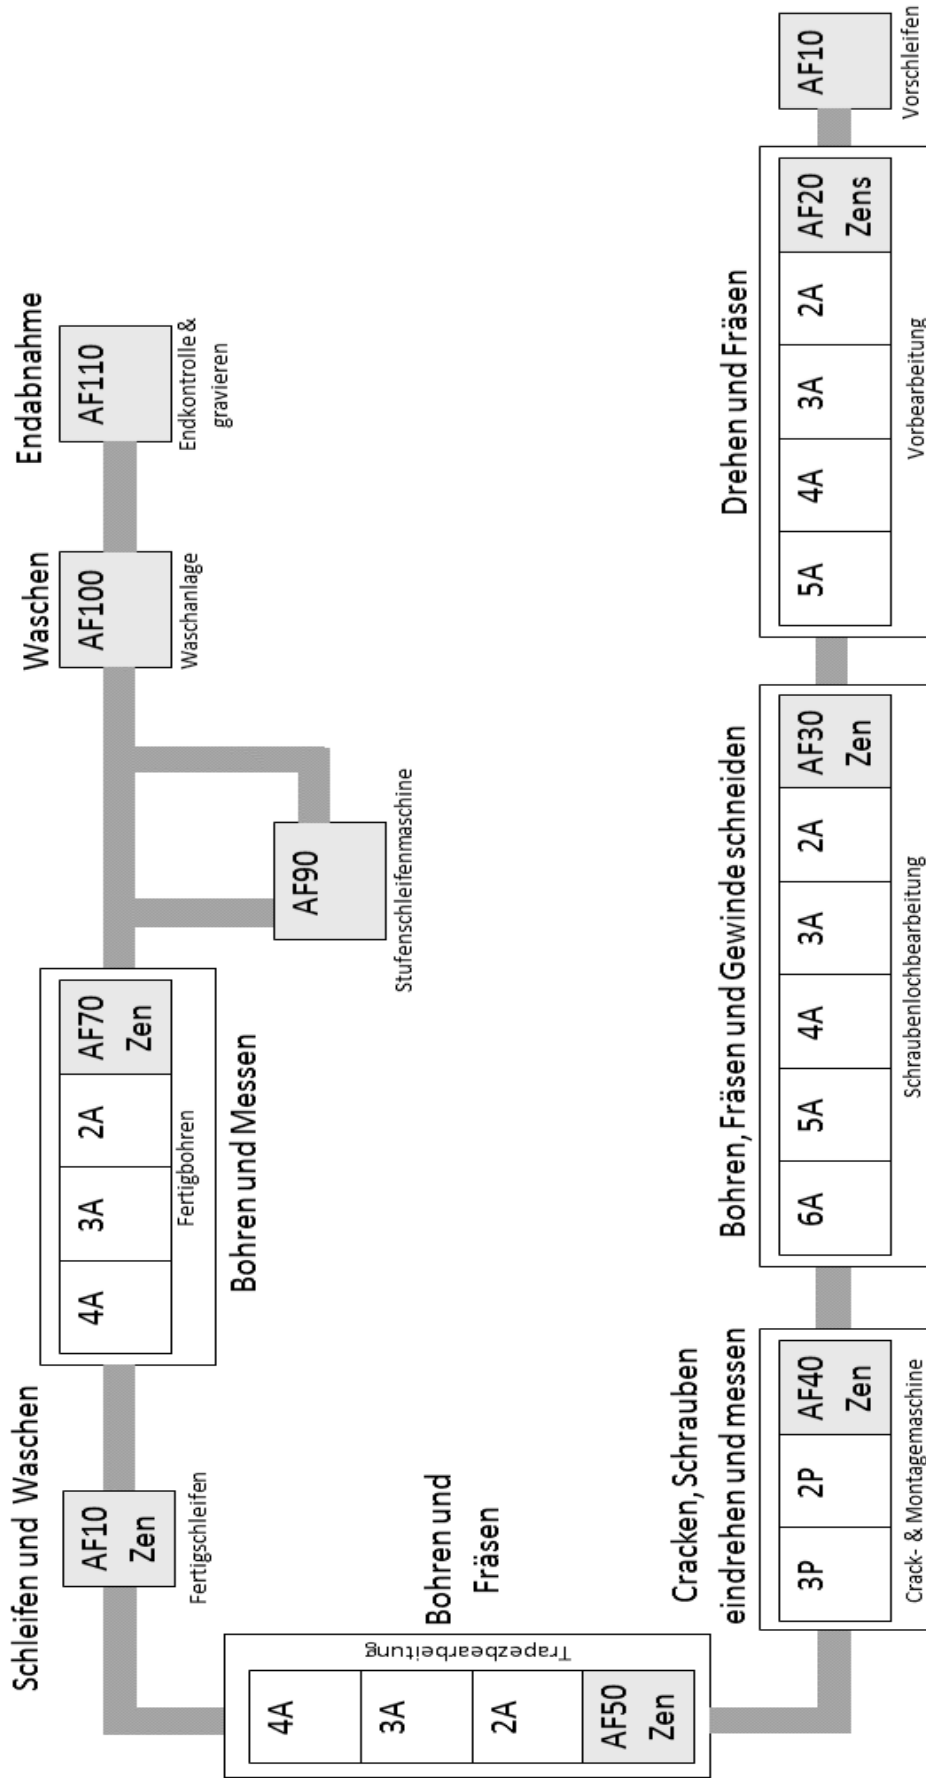 Schleifen und Waschen
AF10
Zen
Fertigschleifen
4A
3A
2A
AF70
Zen
Fertigbohren
Bohren und Messen
AF90
Stufenschleifenmaschine
Waschen
AF100
Waschanlage
Endabnahme
AF110
Endkontrolle &
gravieren
4A
3A
2A
AF50
Zen
Trapezbearbeitung
Bohren und
Fräsen
Cracken, Schrauben
eindrehen und messen
3P
2P
AF40
Zen
Crack- & Montagemaschine
Bohren, Fräsen und Gewinde schneiden
6A
5A
4A
3A
2A
AF30
Zen
Schraubenlochbearbeitung
Drehen und Fräsen
5A
4A
3A
2A
AF20
Zens
Vorbearbeitung
AF10
Vorschleifen